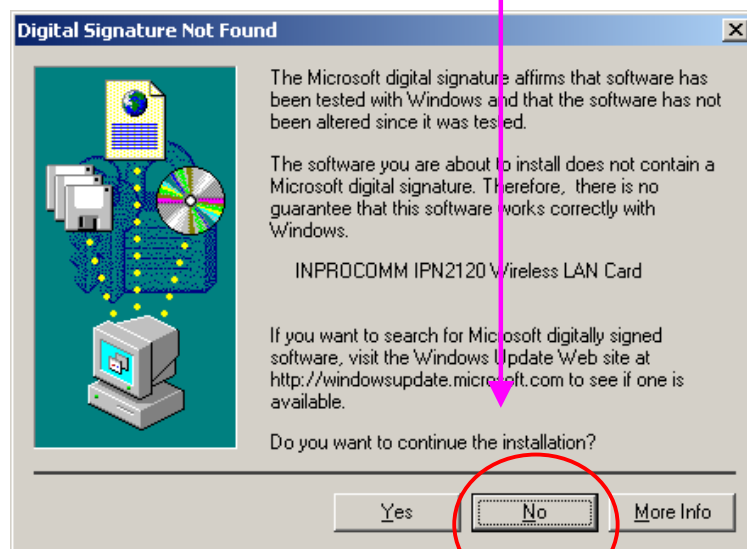 Digital Signature Not Found
The Microsoft digital signature affirms that software has
been tested with Windows and that the software has not
been altered since it was tested.
The software you are about to install does not contain a
Microsoft digital signature. Therefore, there is no
guarantee that this software works correctly with
Windows.
INPROCOMM IPN2120 Wireless LAN Card
If you want to search for Microsoft digitally signed
software, visit the Windows Update Web site at
http://windowsupdate.microsoft.com to see if one is
available.
Do you want to continue the installation?
Yes No More Info